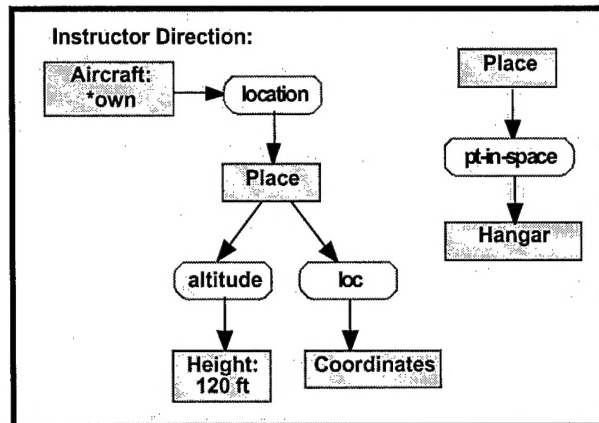 Instructor Direction:
Aircraft:
*own
location
Place
altitude
loc
Height:
120 ft
Coordinates
Place
pt-in-space
Hangar